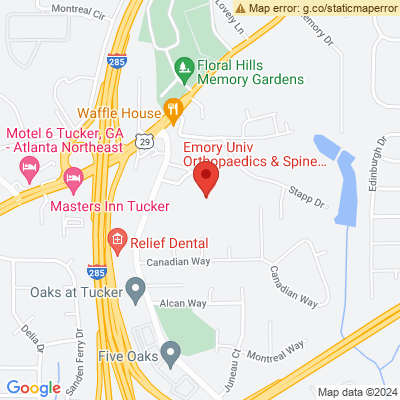 Montreal Cir
Map error: g.co/staticmaperror
Lovely Ln
Memory Dr
285
Floral Hills
Memory Gardens
Waffle House
Motel 6 Tucker, GA
- Atlanta Northeast
29
Emory Univ
Orthopaedics & Spine…
Edinburgh Dr
Stapp Dr
Masters Inn Tucker
Relief Dental
Canadian Way
285
Oaks at Tucker
Canadian Way
Alcan Way
Delia Dr
Sanden Ferry Dr
Five Oaks
Juneau Ct
Montreal Way
Google
Map data ©2024